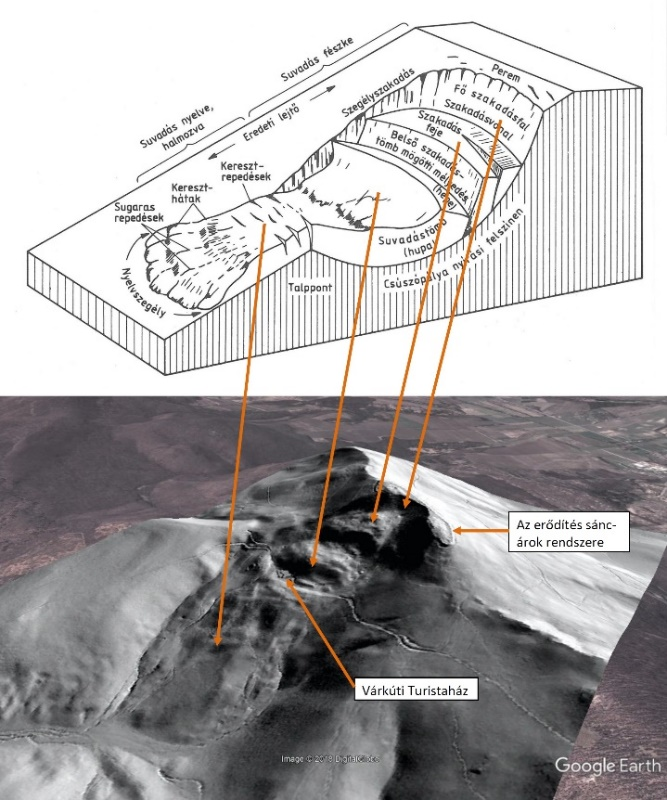 Suvadás fészke
Perem
Suvadás nyelve,
halmozva
Eredeti lejtő
Szegélyszakadás
Fő szakadásfal
Szakadásvonal
Szakadás
feje
Belső szakadás-
tömb mögötti mélyedés
(hepe)
Kereszt-
repedések
Kereszt-
hátak
Sugaras
repedések
Nyelvszegély
Suvadástömb
(hupa)
Talppont
Csúszópálya nyírási felszínen
Az erődítés sánc-
árok rendszere
Várkúti Turistaház
Image © 2018 DigitalGlobe
Google Earth